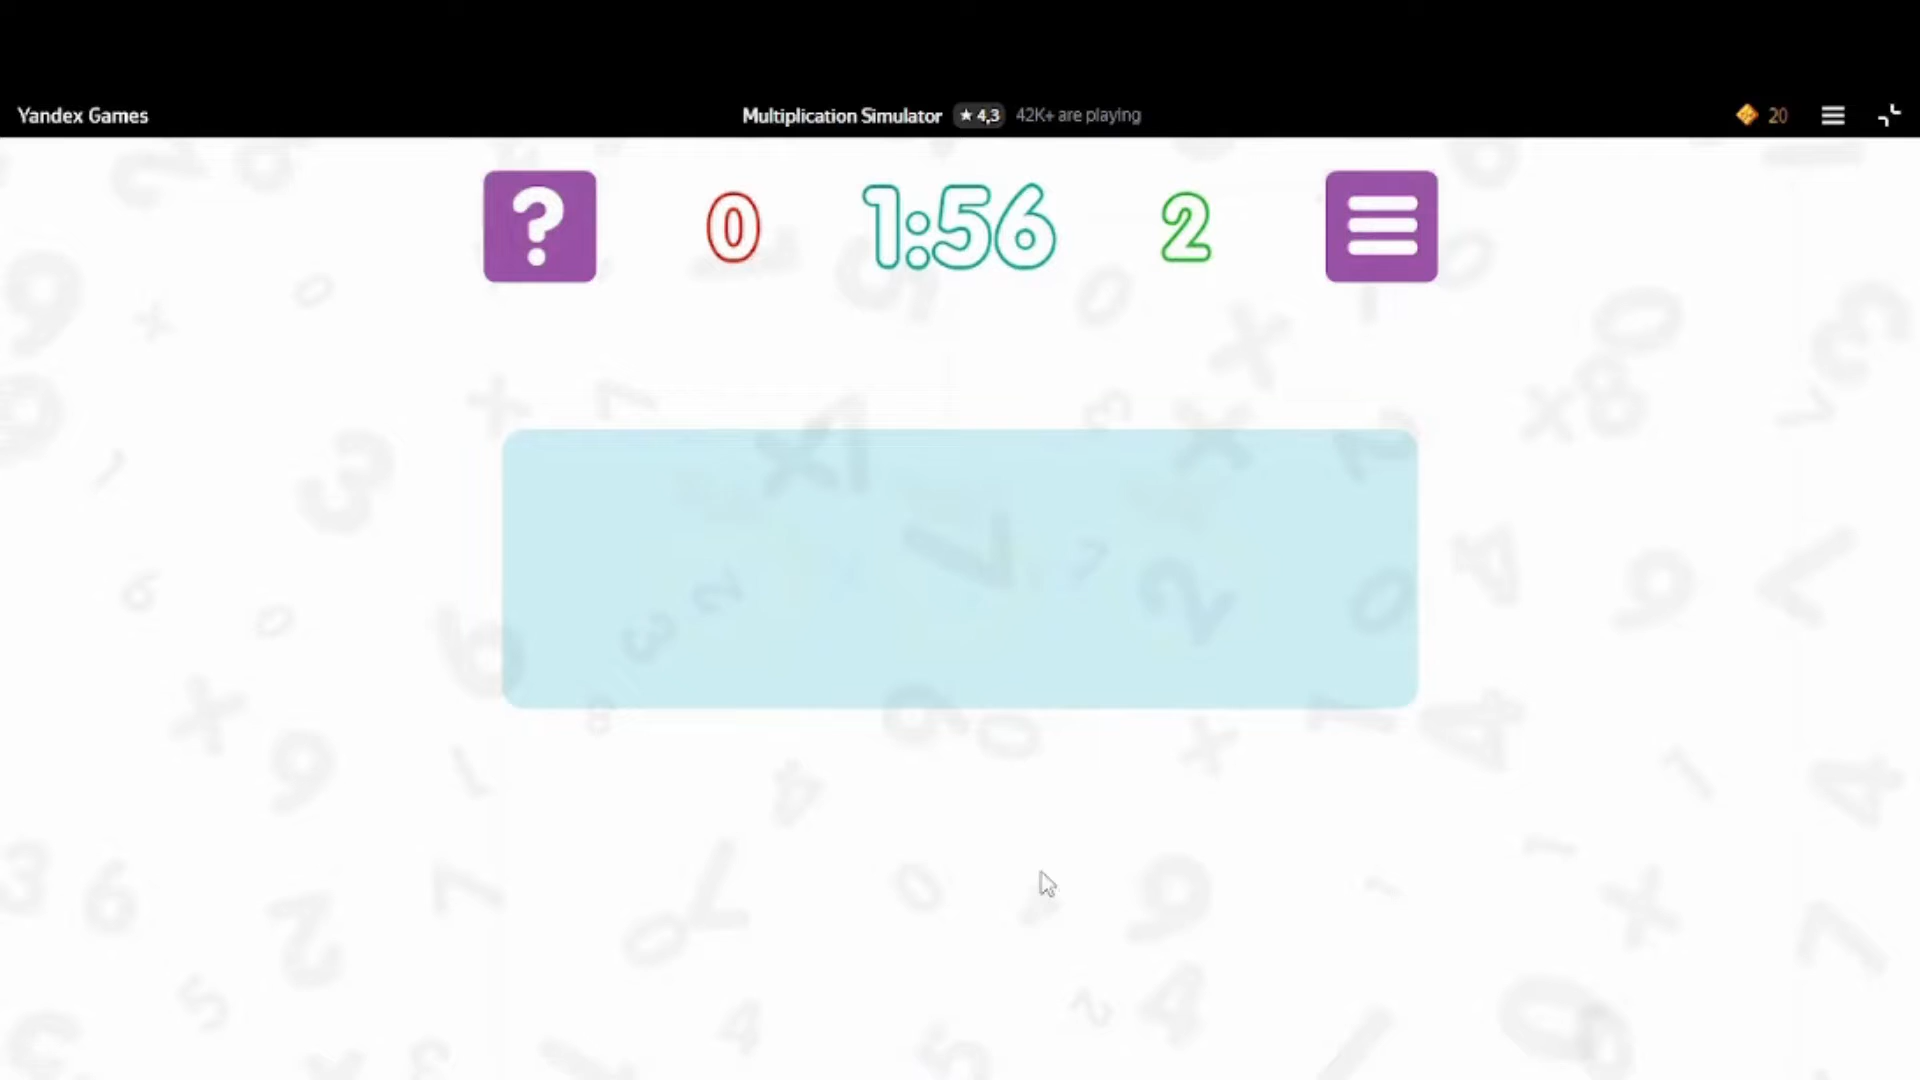 Yandex Games
Multiplication Simulator ★ 4,3 42K+ are playing
20
?
0 1:56 2